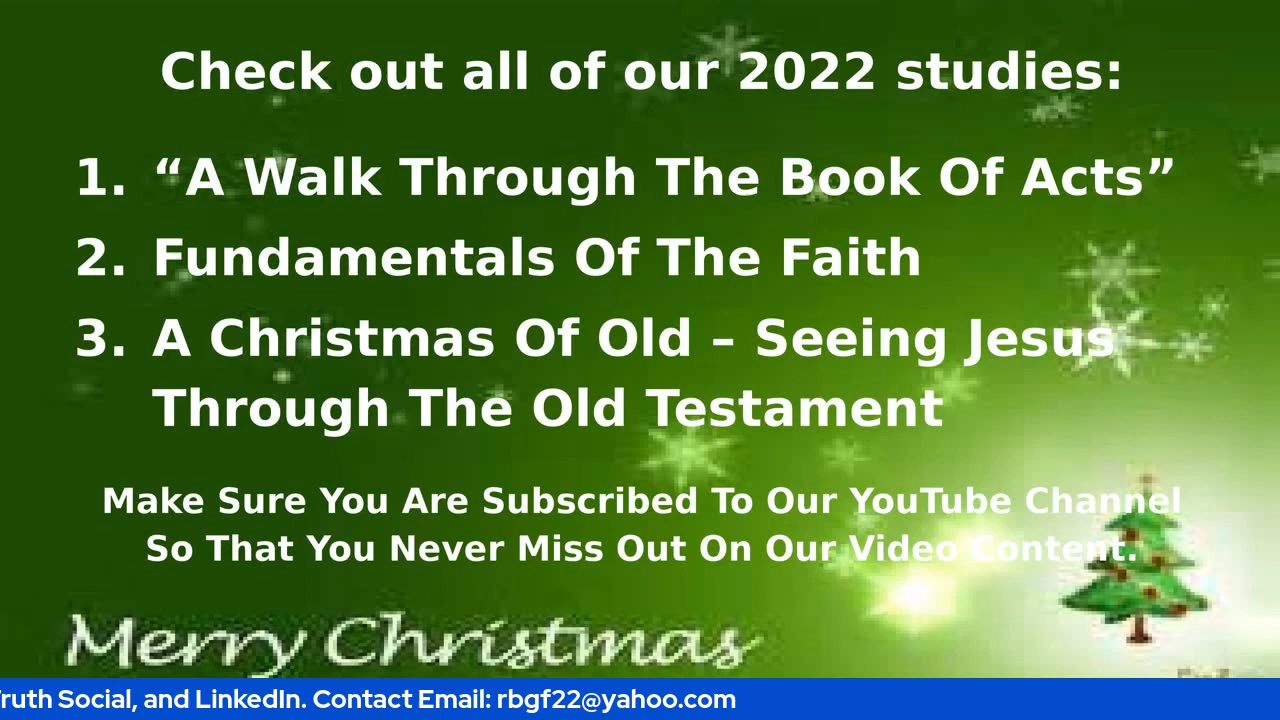 Check out all of our 2022 studies:
1. “A Walk Through The Book Of Acts”
2. Fundamentals Of The Faith
3. A Christmas Of Old – Seeing Jesus
Through The Old Testament
Make Sure You Are Subscribed To Our YouTube Channel
So That You Never Miss Out On Our Video Content.
Merry Christmas
Truth Social, and LinkedIn. Contact Email: rbgf22@yahoo.com